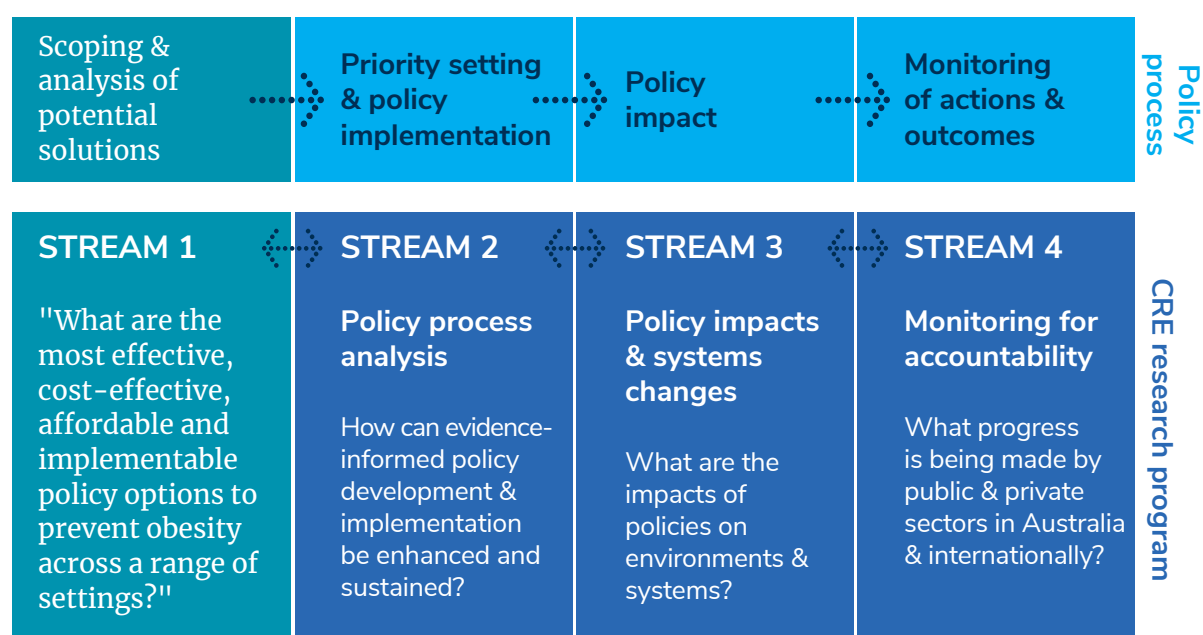 Scoping &
analysis of
potential
solutions
Priority setting
& policy
implementation
Policy
impact
Monitoring
of actions &
outcomes
Policy
process
STREAM 1
"What are the
most effective,
cost-effective,
affordable and
implementable
policy options to
prevent obesity
across a range of
settings?"
STREAM 2
Policy process
analysis
How can evidence-
informed policy
development &
implementation
be enhanced and
sustained?
STREAM 3
Policy impacts
& systems
changes
What are the
impacts of
policies on
environments &
systems?
STREAM 4
Monitoring for
accountability
What progress
is being made by
public & private
sectors in Australia
& internationally?
CRE research program